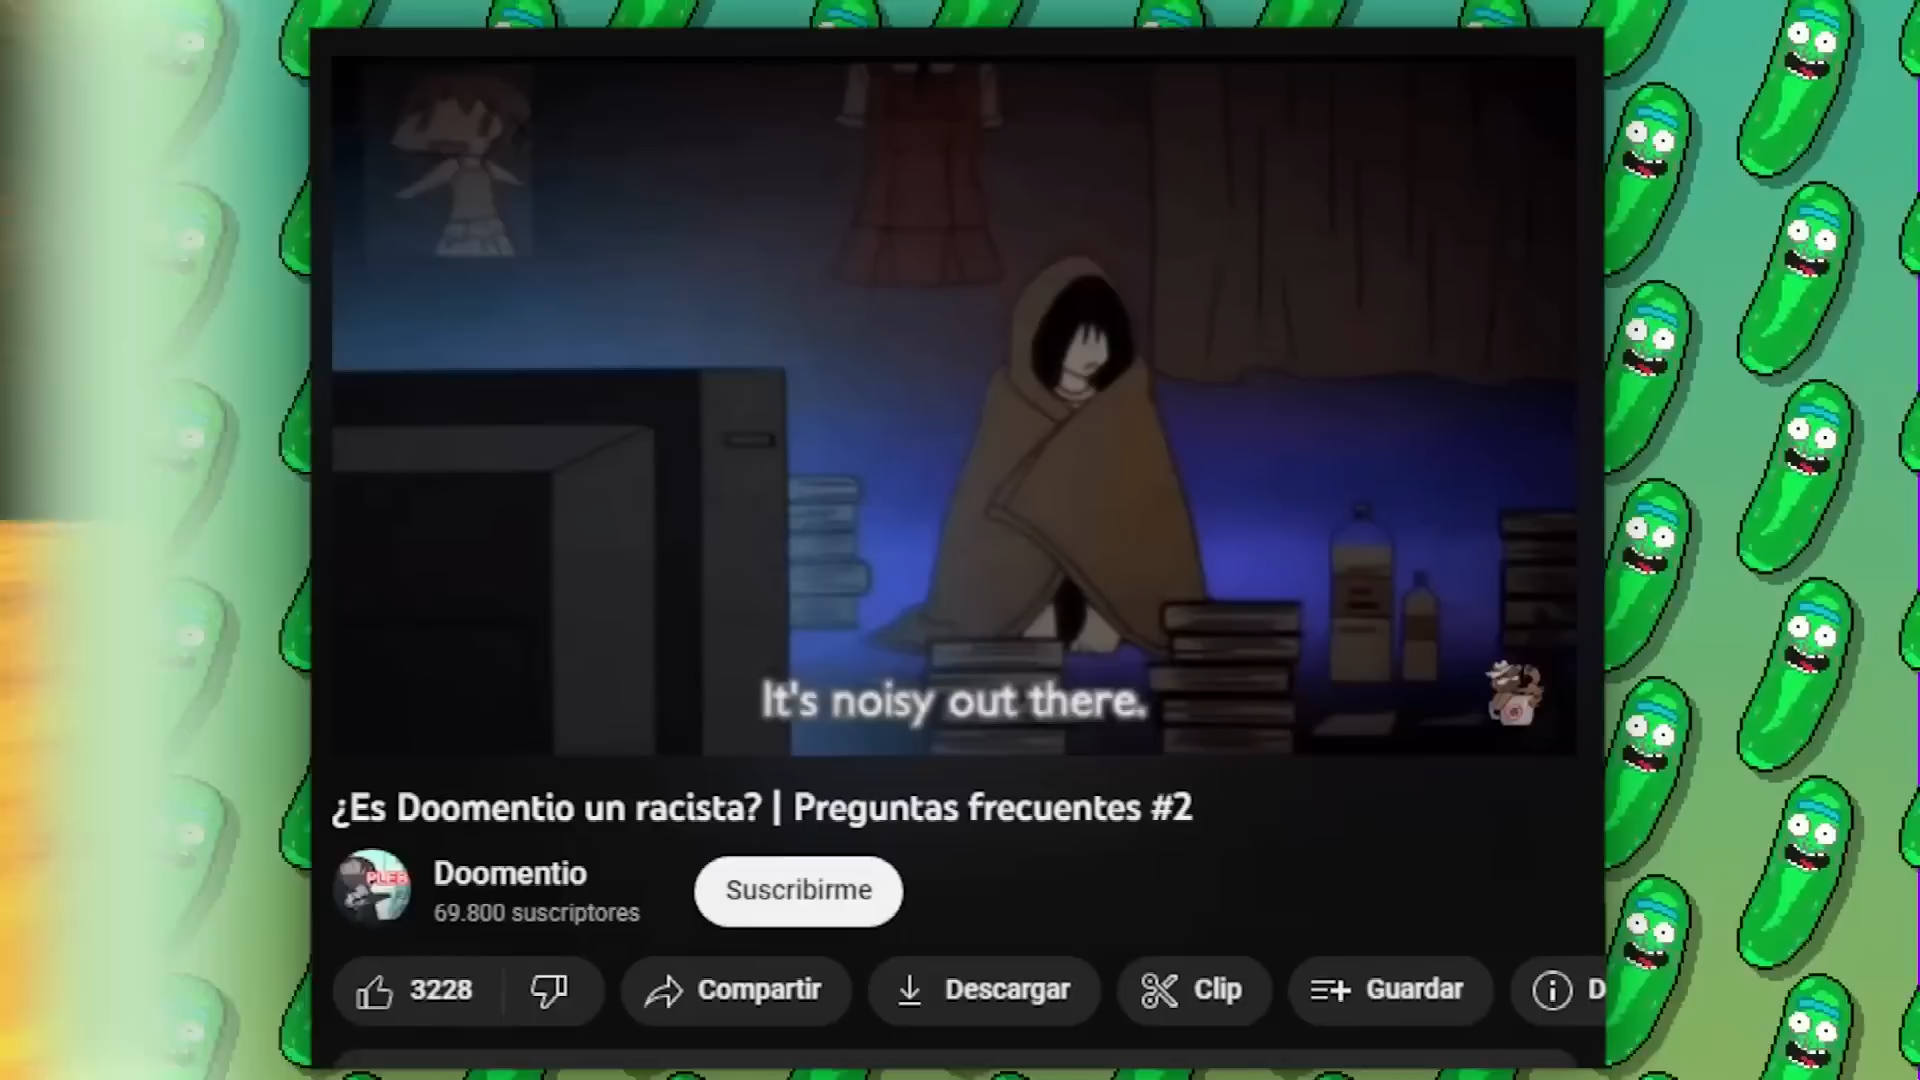 It's noisy out there.
¿Es Doomentio un racista? | Preguntas frecuentes #2
PLEB
Doomentio
69.800 suscriptores
Suscribirme
3228
Compartir
Descargar
Clip
Guardar
D